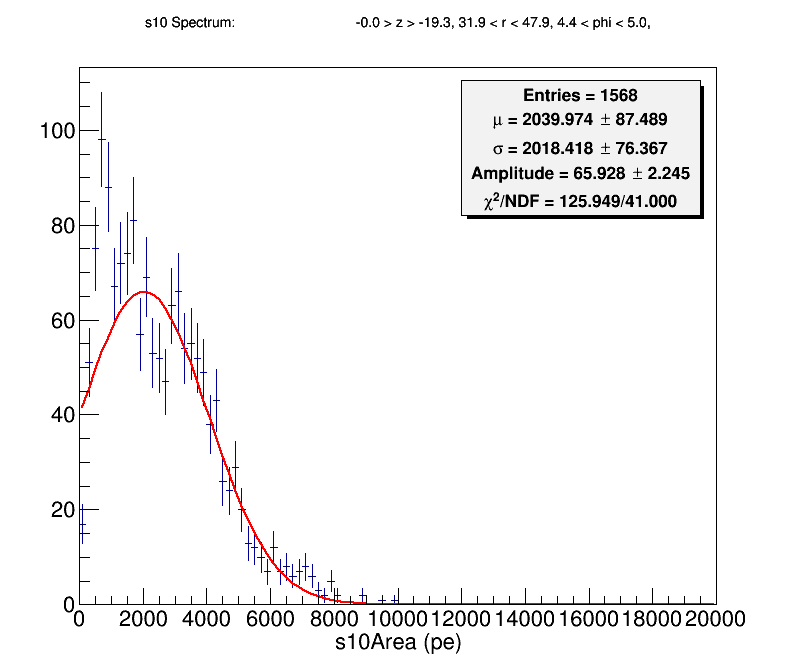 s10 Spectrum: -0.0 > z > -19.3, 31.9 < r < 47.9, 4.4 < phi < 5.0,
Entries = 1568
μ = 2039.974 ± 87.489
σ = 2018.418 ± 76.367
Amplitude = 65.928 ± 2.245
χ²/NDF = 125.949/41.000
100
80
60
40
20
0
0 2000 4000 6000 8000 10000 12000 14000 16000 18000 20000
s10Area (pe)